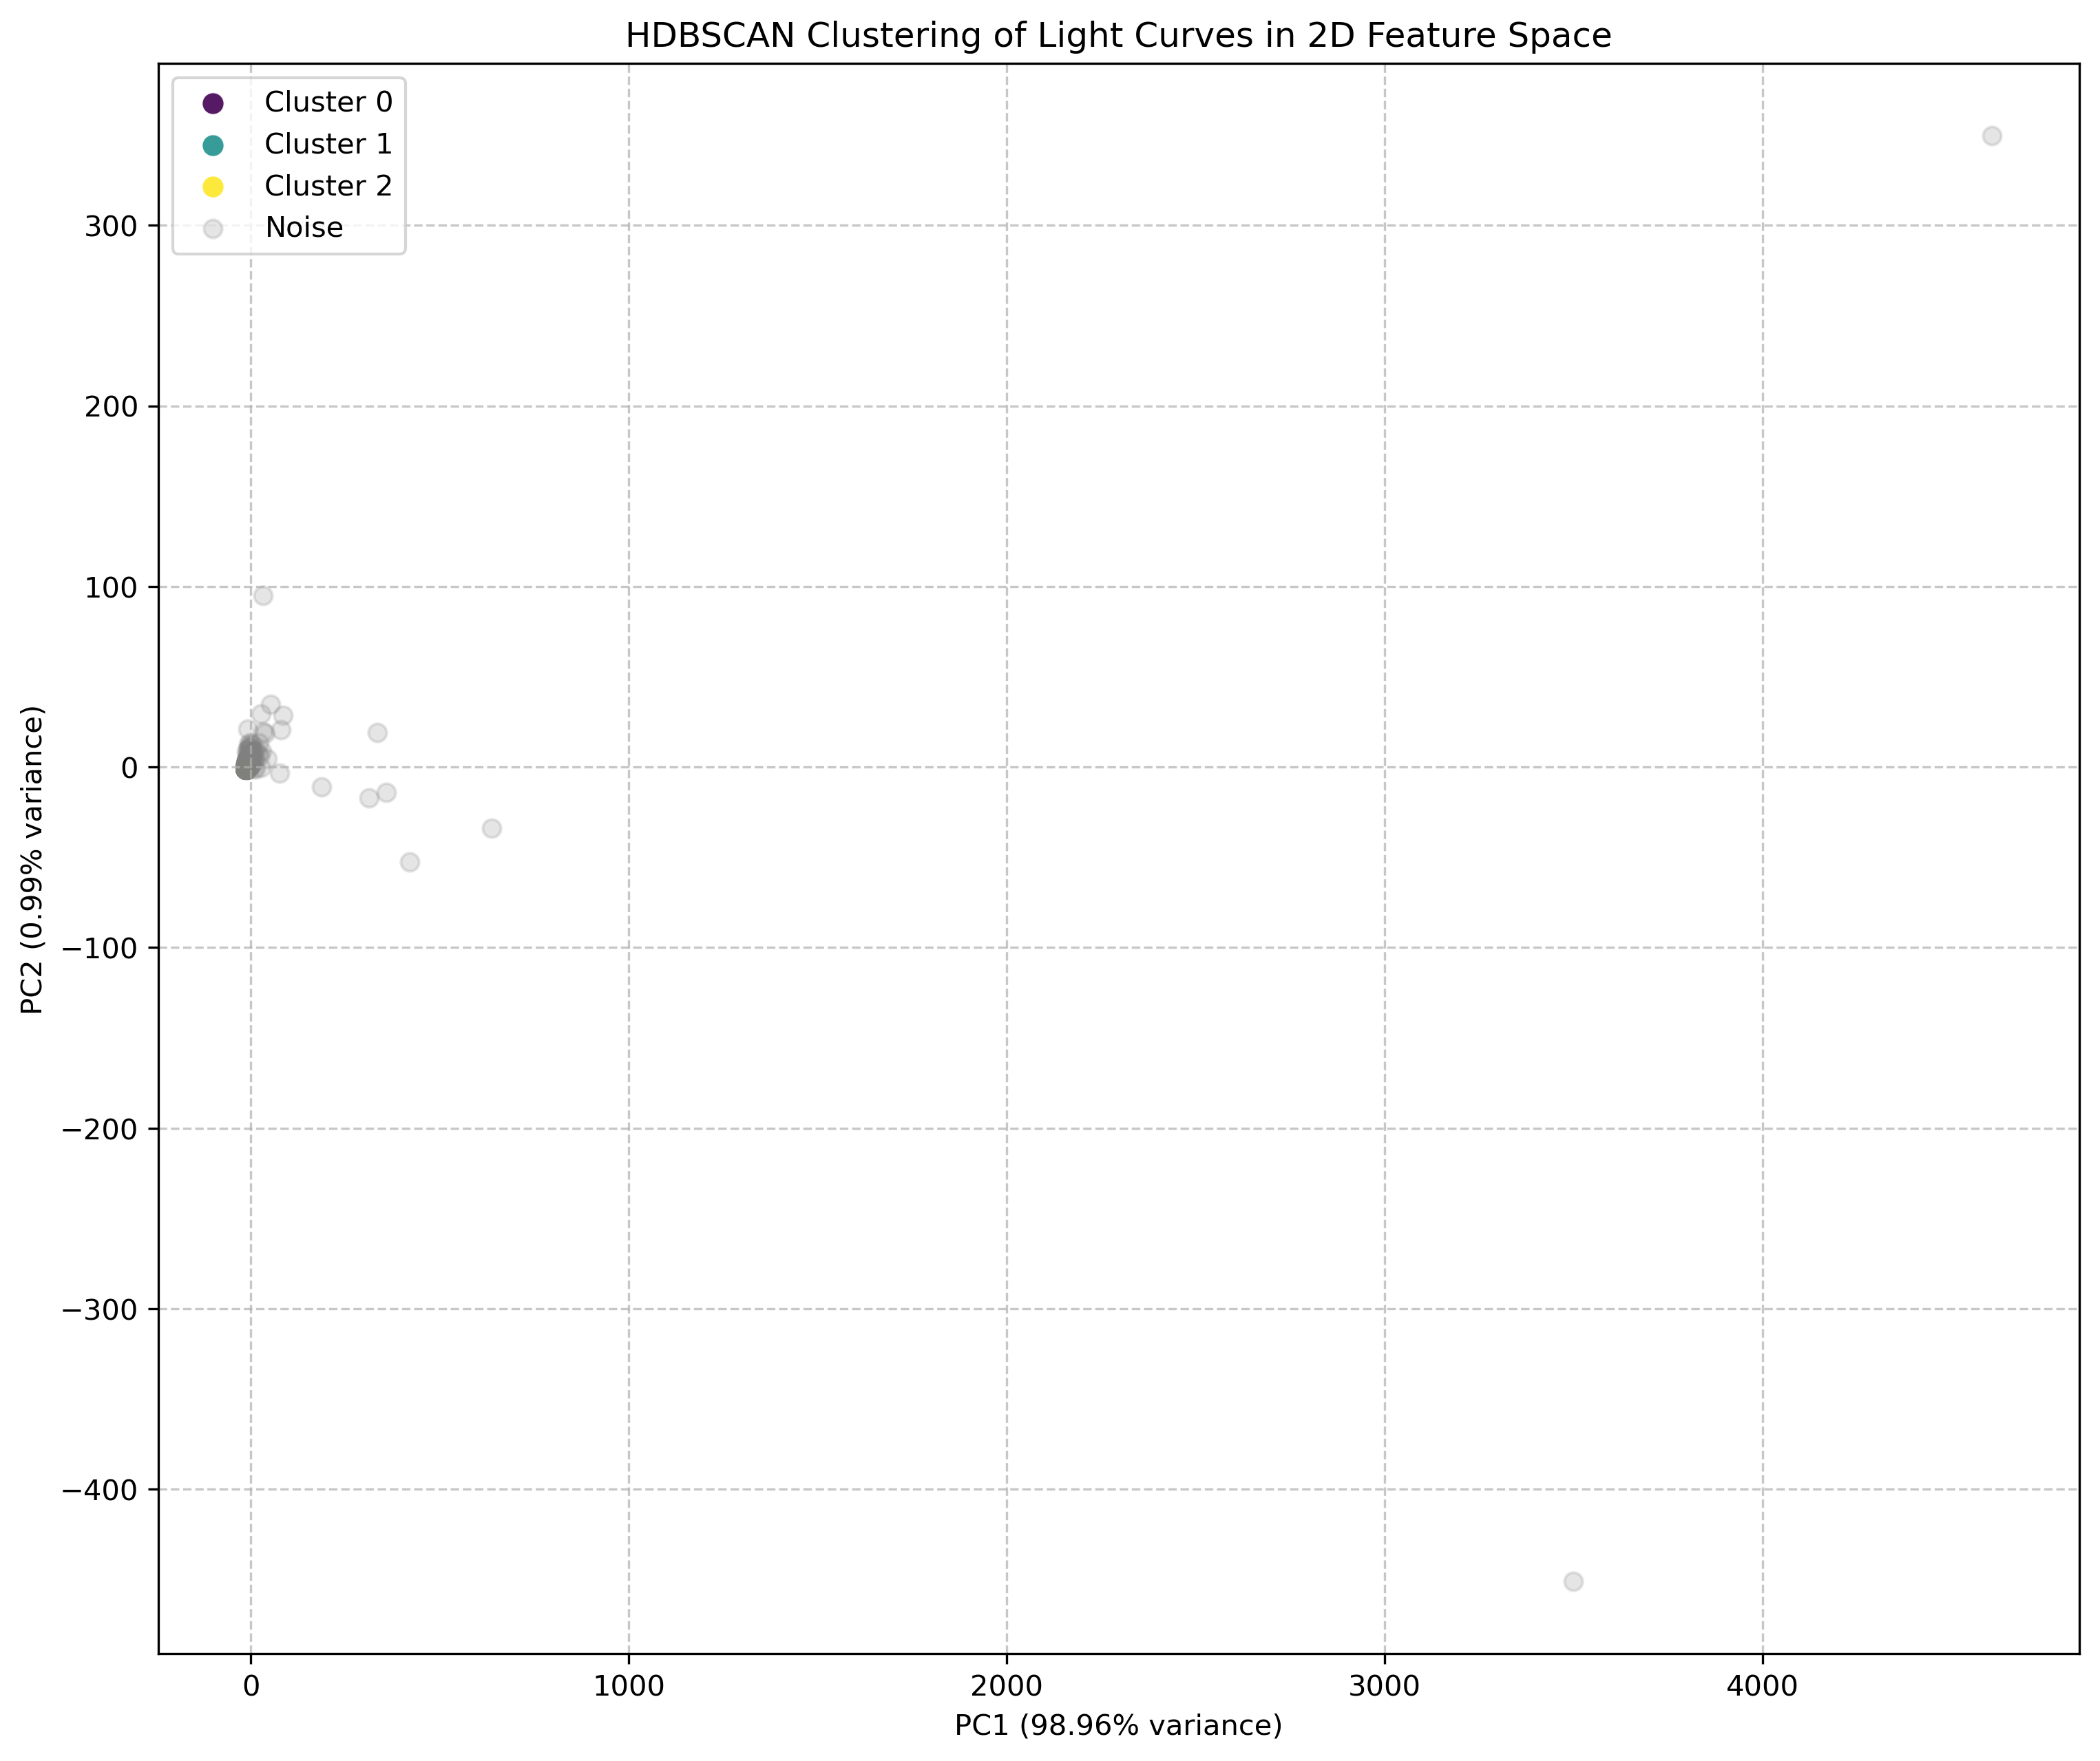 HDBSCAN Clustering of Light Curves in 2D Feature Space
Cluster 0
Cluster 1
Cluster 2
Noise
300
200
100
0
−100
−200
−300
−400
PC2 (0.99% variance)
0
1000
2000
3000
4000
PC1 (98.96% variance)